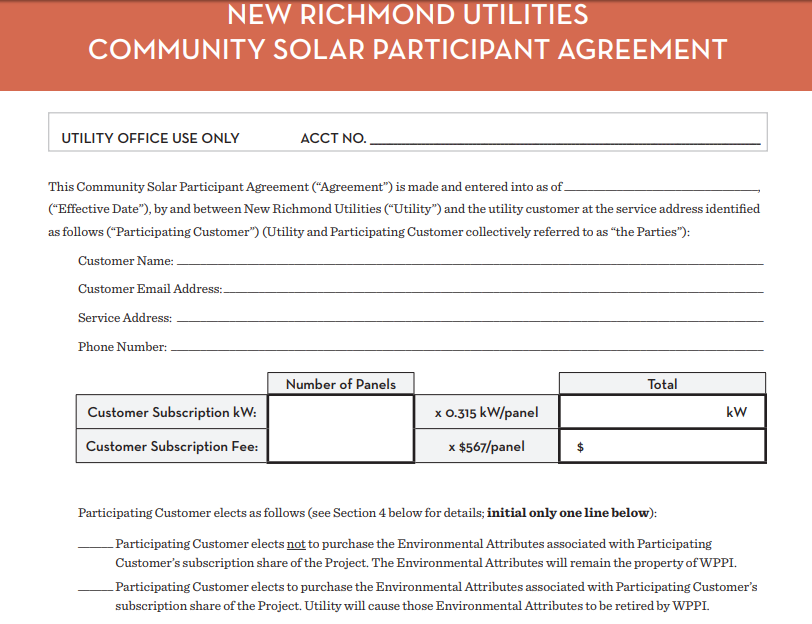 NEW RICHMOND UTILITIES
COMMUNITY SOLAR PARTICIPANT AGREEMENT
UTILITY OFFICE USE ONLY ACCT NO.
This Community Solar Participant Agreement (“Agreement”) is made and entered into as of ,
(“Effective Date”), by and between New Richmond Utilities (“Utility”) and the utility customer at the service address identified
as follows (“Participating Customer”) (Utility and Participating Customer collectively referred to as “the Parties”):
Customer Name:
Customer Email Address:
Service Address:
Phone Number:
Number of Panels Total
Customer Subscription kW: x 0.315 kW/panel kW
Customer Subscription Fee: x $567/panel $
Participating Customer elects as follows (see Section 4 below for details; initial only one line below):
Participating Customer elects not to purchase the Environmental Attributes associated with Participating
Customer’s subscription share of the Project. The Environmental Attributes will remain the property of WPPI.
Participating Customer elects to purchase the Environmental Attributes associated with Participating Customer’s
subscription share of the Project. Utility will cause those Environmental Attributes to be retired by WPPI.